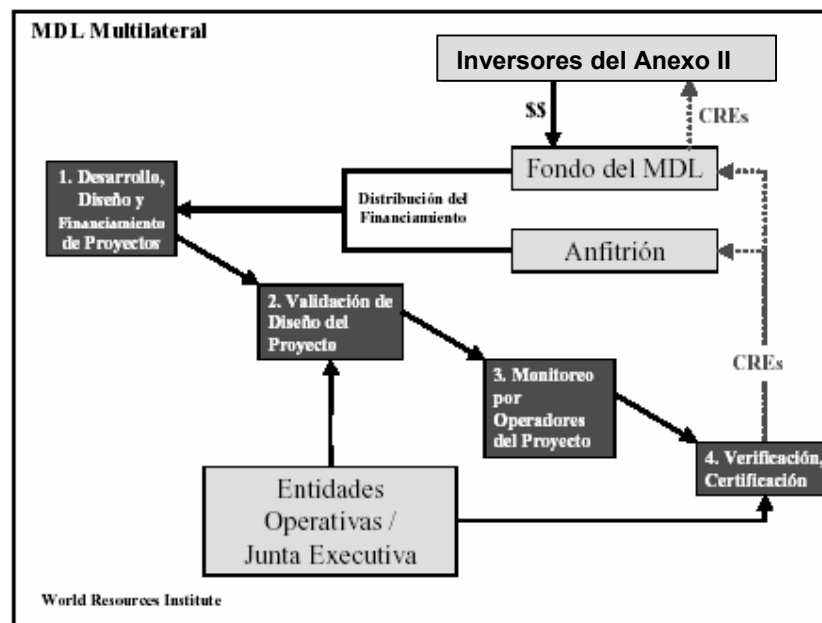 MDL Multilateral
Inversores del Anexo II
$$
CREs
Fondo del MDL
1. Desarrollo,
Diseño y
Financiamiento
de Proyectos
Distribución del
Financiamiento
Anfitrión
2. Validación de
Diseño del
Proyecto
CREs
3. Monitoreo
por
Operadores
del Proyecto
4. Verificación,
Certificación
Entidades
Operativas /
Junta Executiva
World Resources Institute